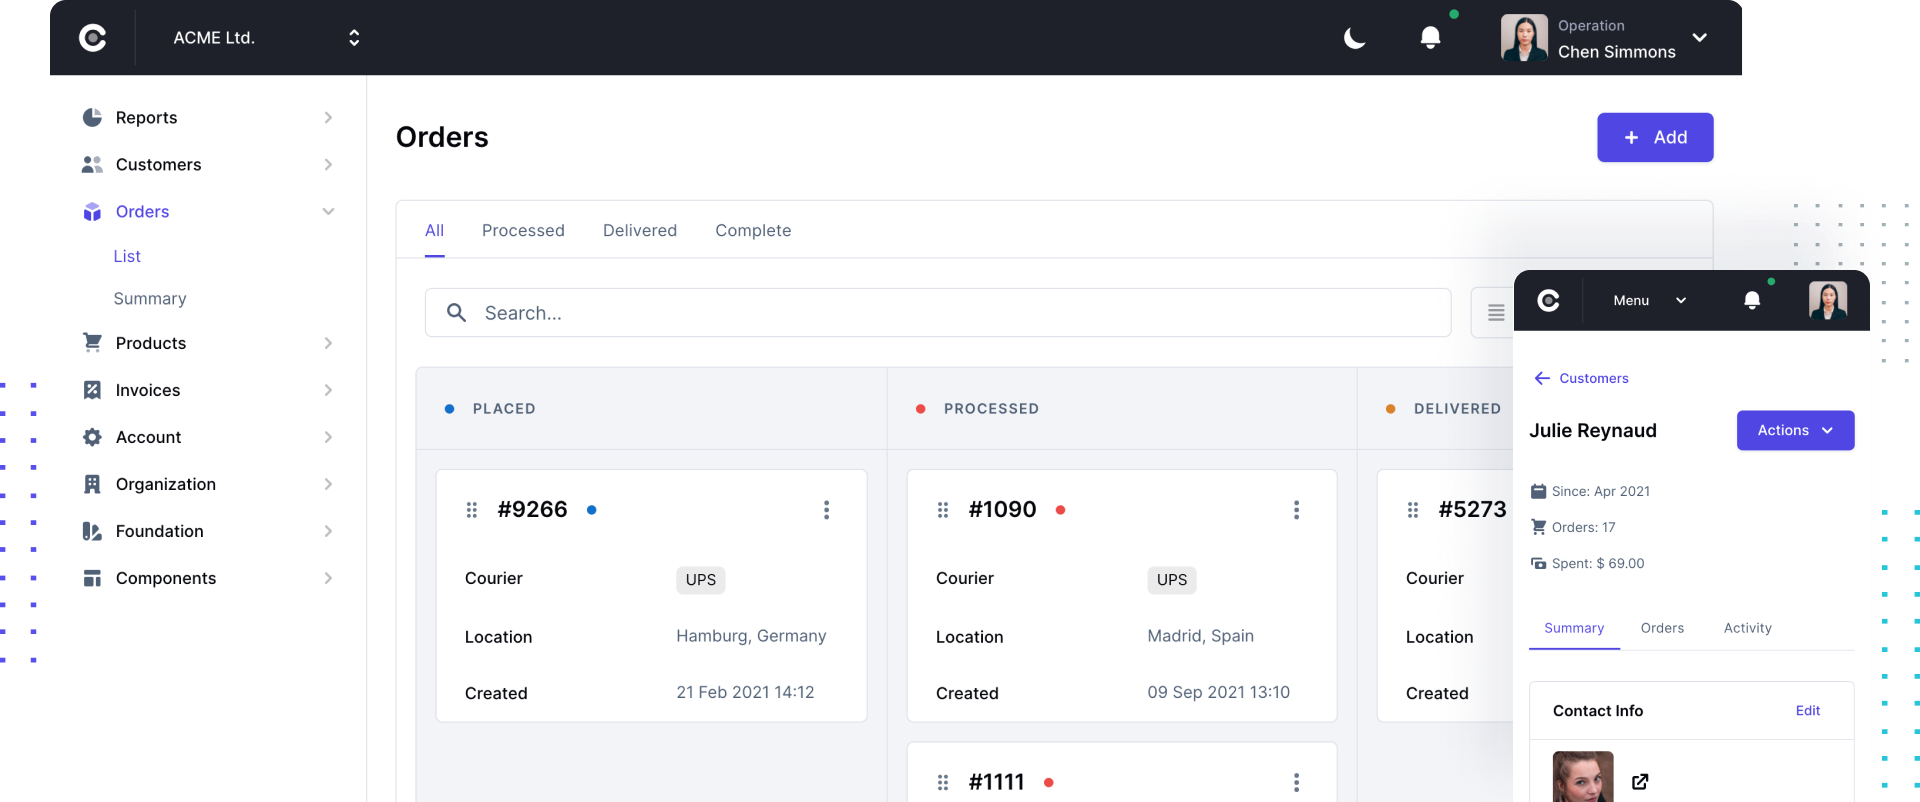 ACME Ltd.
Operation
Chen Simmons
Reports
Customers
Orders
List
Summary
Products
Invoices
Account
Organization
Foundation
Components
Orders
+ Add
All
Processed
Delivered
Complete
Search...
PLACED
#9266
Courier
UPS
Location
Hamburg, Germany
Created
21 Feb 2021 14:12
PROCESSED
#1090
Courier
UPS
Location
Madrid, Spain
Created
09 Sep 2021 13:10
#1111
DELIVERED
#5273
Courier
Location
Created
Menu
Customers
Julie Reynaud
Actions
Since: Apr 2021
Orders: 17
Spent: $ 69.00
Summary
Orders
Activity
Contact Info
Edit